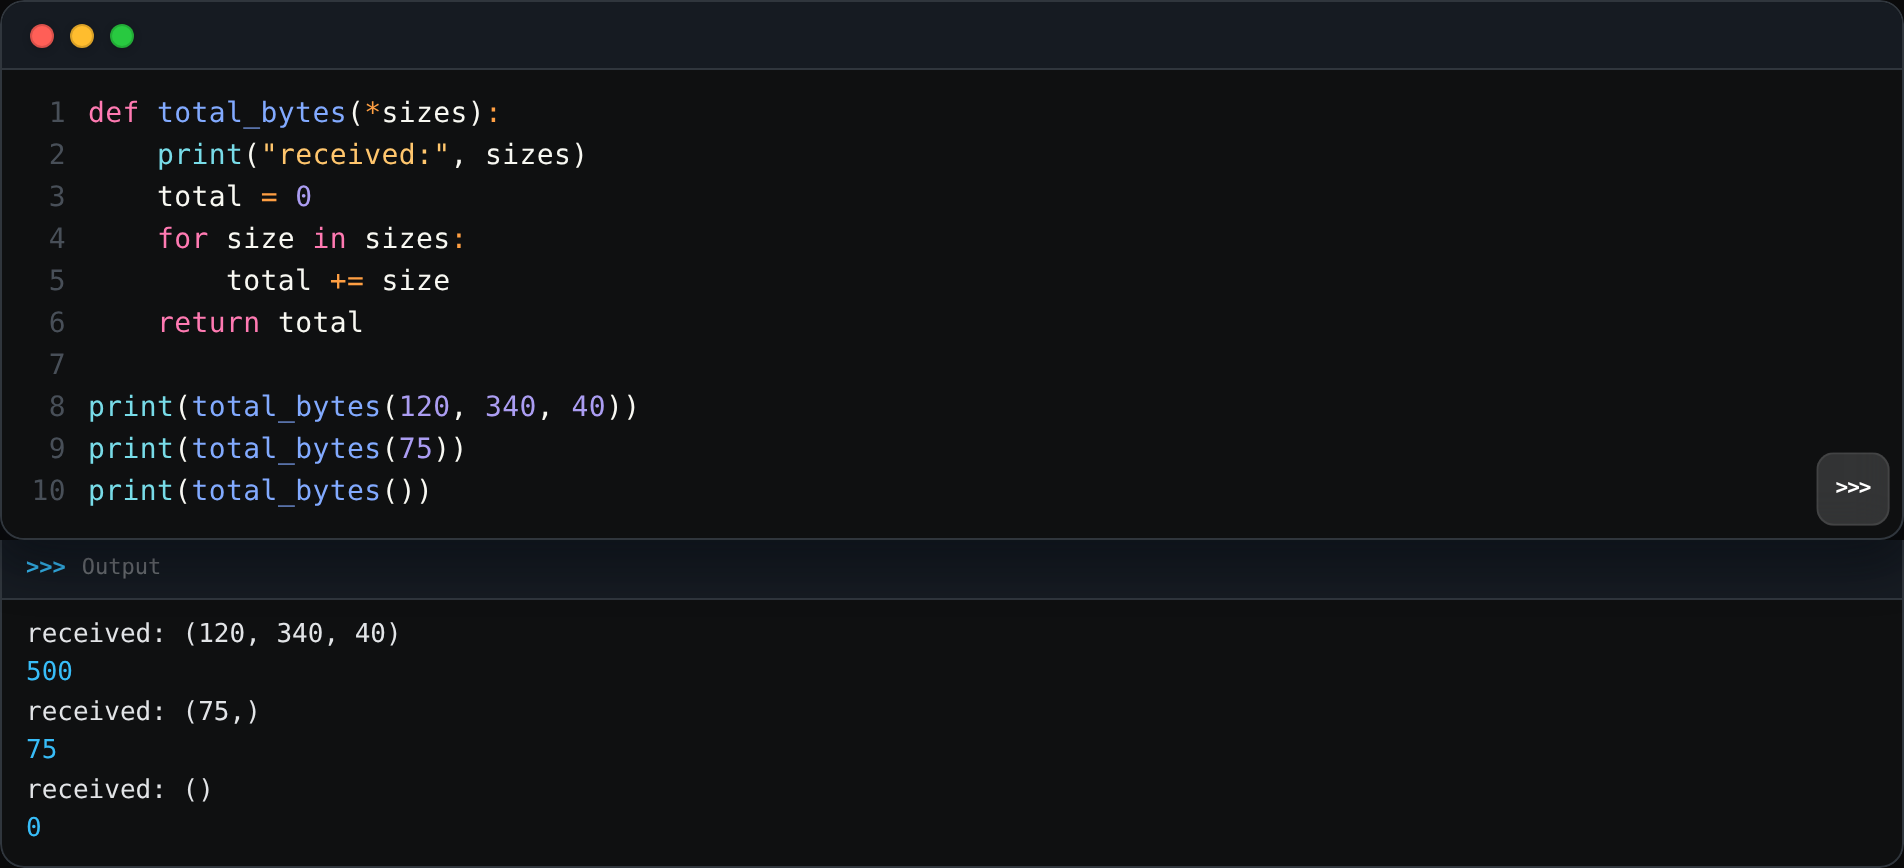 1 def total_bytes(*sizes):
2     print("received:", sizes)
3     total = 0
4     for size in sizes:
5         total += size
6     return total
7
8 print(total_bytes(120, 340, 40))
9 print(total_bytes(75))
10 print(total_bytes())
>>>
>>> Output
received: (120, 340, 40)
500
received: (75,)
75
received: ()
0